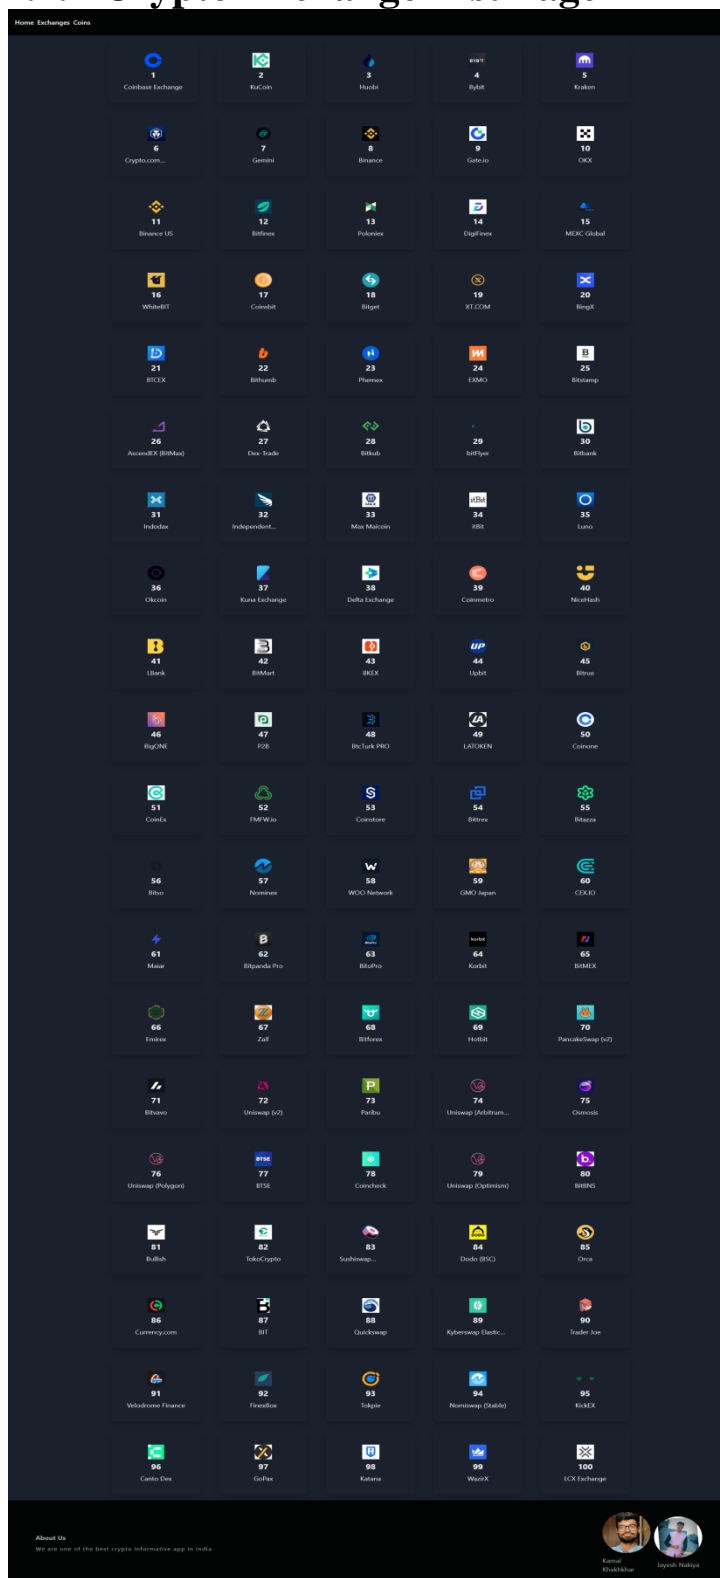 Home Exchanges Coins
1 2 3 4 5
Coinbase Exchange KuCoin Huobi Bybit Kraken
6 7 8 9 10
Crypto.com... Gemini Binance Gate.io OKX
11 12 13 14 15
Binance US Bitfinex Poloniex DigiFinex MEXC Global
16 17 18 19 20
WhiteBIT Coinsbit Bitget XT.COM BingX
21 22 23 24 25
BTCEX Bithumb Phemex EXMO Bitstamp
26 27 28 29 30
AscendEX (BitMax) Dex-Trade Bitkub bitFlyer Bitbank
itBit
31 32 33 34 35
Indodax Independent... Max Maicoin itBit Luno
36 37 38 39 40
Okcoin Kuna Exchange Delta Exchange Coinmetro NiceHash
UP
41 42 43 44 45
LBank BitMart BKEX Upbit Bitrue
LA
46 47 48 49 50
BigONE P2B BtcTurk PRO LATOKEN Coinone
51 52 53 54 55
CoinEx FMFW.io Coinstore Bittrex Bitazza
56 57 58 59 60
Bitso Nominex WOO Network GMO Japan CEX.IO
korbit
61 62 63 64 65
Maiar Bitpanda Pro BitoPro Korbit BitMEX
66 67 68 69 70
Emirex Zaif Bitforex Hotbit PancakeSwap (v2)
71 72 73 74 75
Bitvavo Uniswap (v2) Paribu Uniswap (Arbitrum... Osmosis
BTSE b.
76 77 78 79 80
Uniswap (Polygon) BTSE Coincheck Uniswap (Optimism) BitBNS
DODO
81 82 83 84 85
Bullish TokoCrypto Sushiswap... Dodo (BSC) Orca
86 87 88 89 90
Currency.com BIT Quickswap Kyberswap Elastic... Trader Joe
91 92 93 94 95
Velodrome Finance FinexBox Tokpie Nomiswap (Stable) KickEX
96 97 98 99 100
Canto Dex GoPax Katana WazirX LCX Exchange
About Us
We are one of the best crypto informative app in India.
Kamal
Khakhkhar Jayesh Nakiya